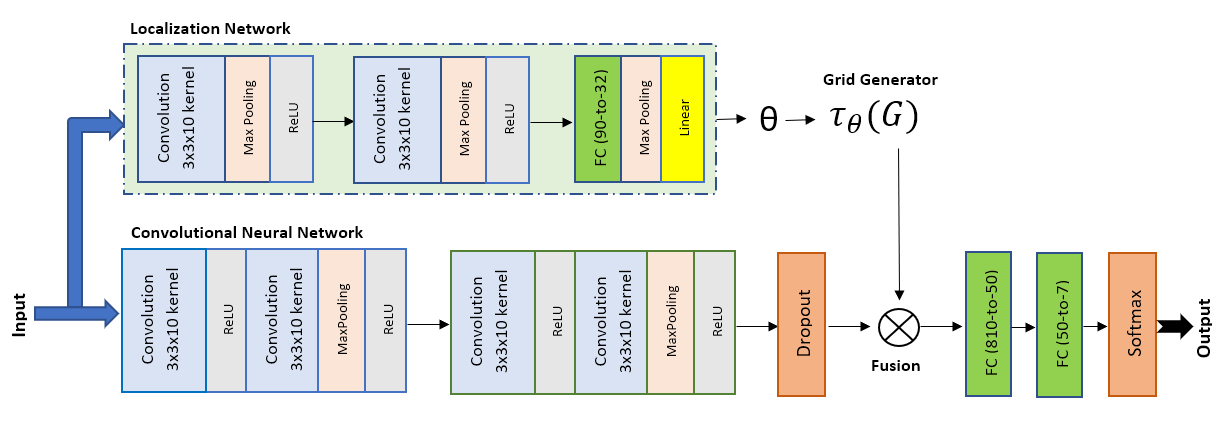 Localization Network
Convolution
3x3x10 kernel
Max Pooling
ReLU
Convolution
3x3x10 kernel
Max Pooling
ReLU
FC (90-to-32)
Max Pooling
Linear
θ
Grid Generator
τθ(G)
Input
Convolutional Neural Network
Convolution
3x3x10 kernel
ReLU
Convolution
3x3x10 kernel
MaxPooling
ReLU
Convolution
3x3x10 kernel
ReLU
Convolution
3x3x10 kernel
MaxPooling
ReLU
Dropout
Fusion
FC (810-to-50)
FC (50-to-7)
Softmax
Output